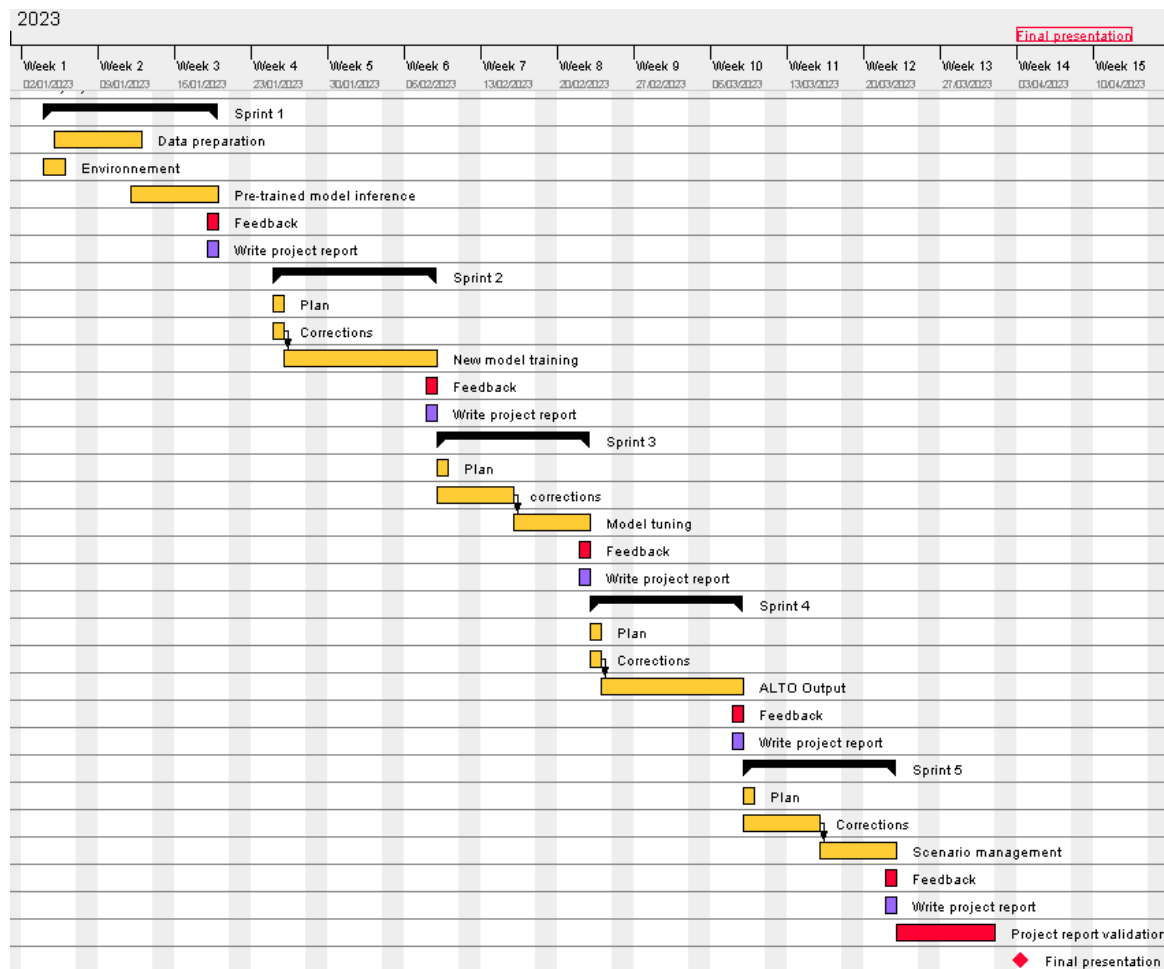 2023
Final presentation
Week 1 Week 2 Week 3 Week 4 Week 5 Week 6 Week 7 Week 8 Week 9 Week 10 Week 11 Week 12 Week 13 Week 14 Week 15
02/01/2023 09/01/2023 16/01/2023 23/01/2023 30/01/2023 06/02/2023 13/02/2023 20/02/2023 27/02/2023 06/03/2023 13/03/2023 20/03/2023 27/03/2023 03/04/2023 10/04/2023
Sprint 1
Data preparation
Environnement
Pre-trained model inference
Feedback
Write project report
Sprint 2
Plan
Corrections
New model training
Feedback
Write project report
Sprint 3
Plan
corrections
Model tuning
Feedback
Write project report
Sprint 4
Plan
Corrections
ALTO Output
Feedback
Write project report
Sprint 5
Plan
Corrections
Scenario management
Feedback
Write project report
Project report validation
Final presentation